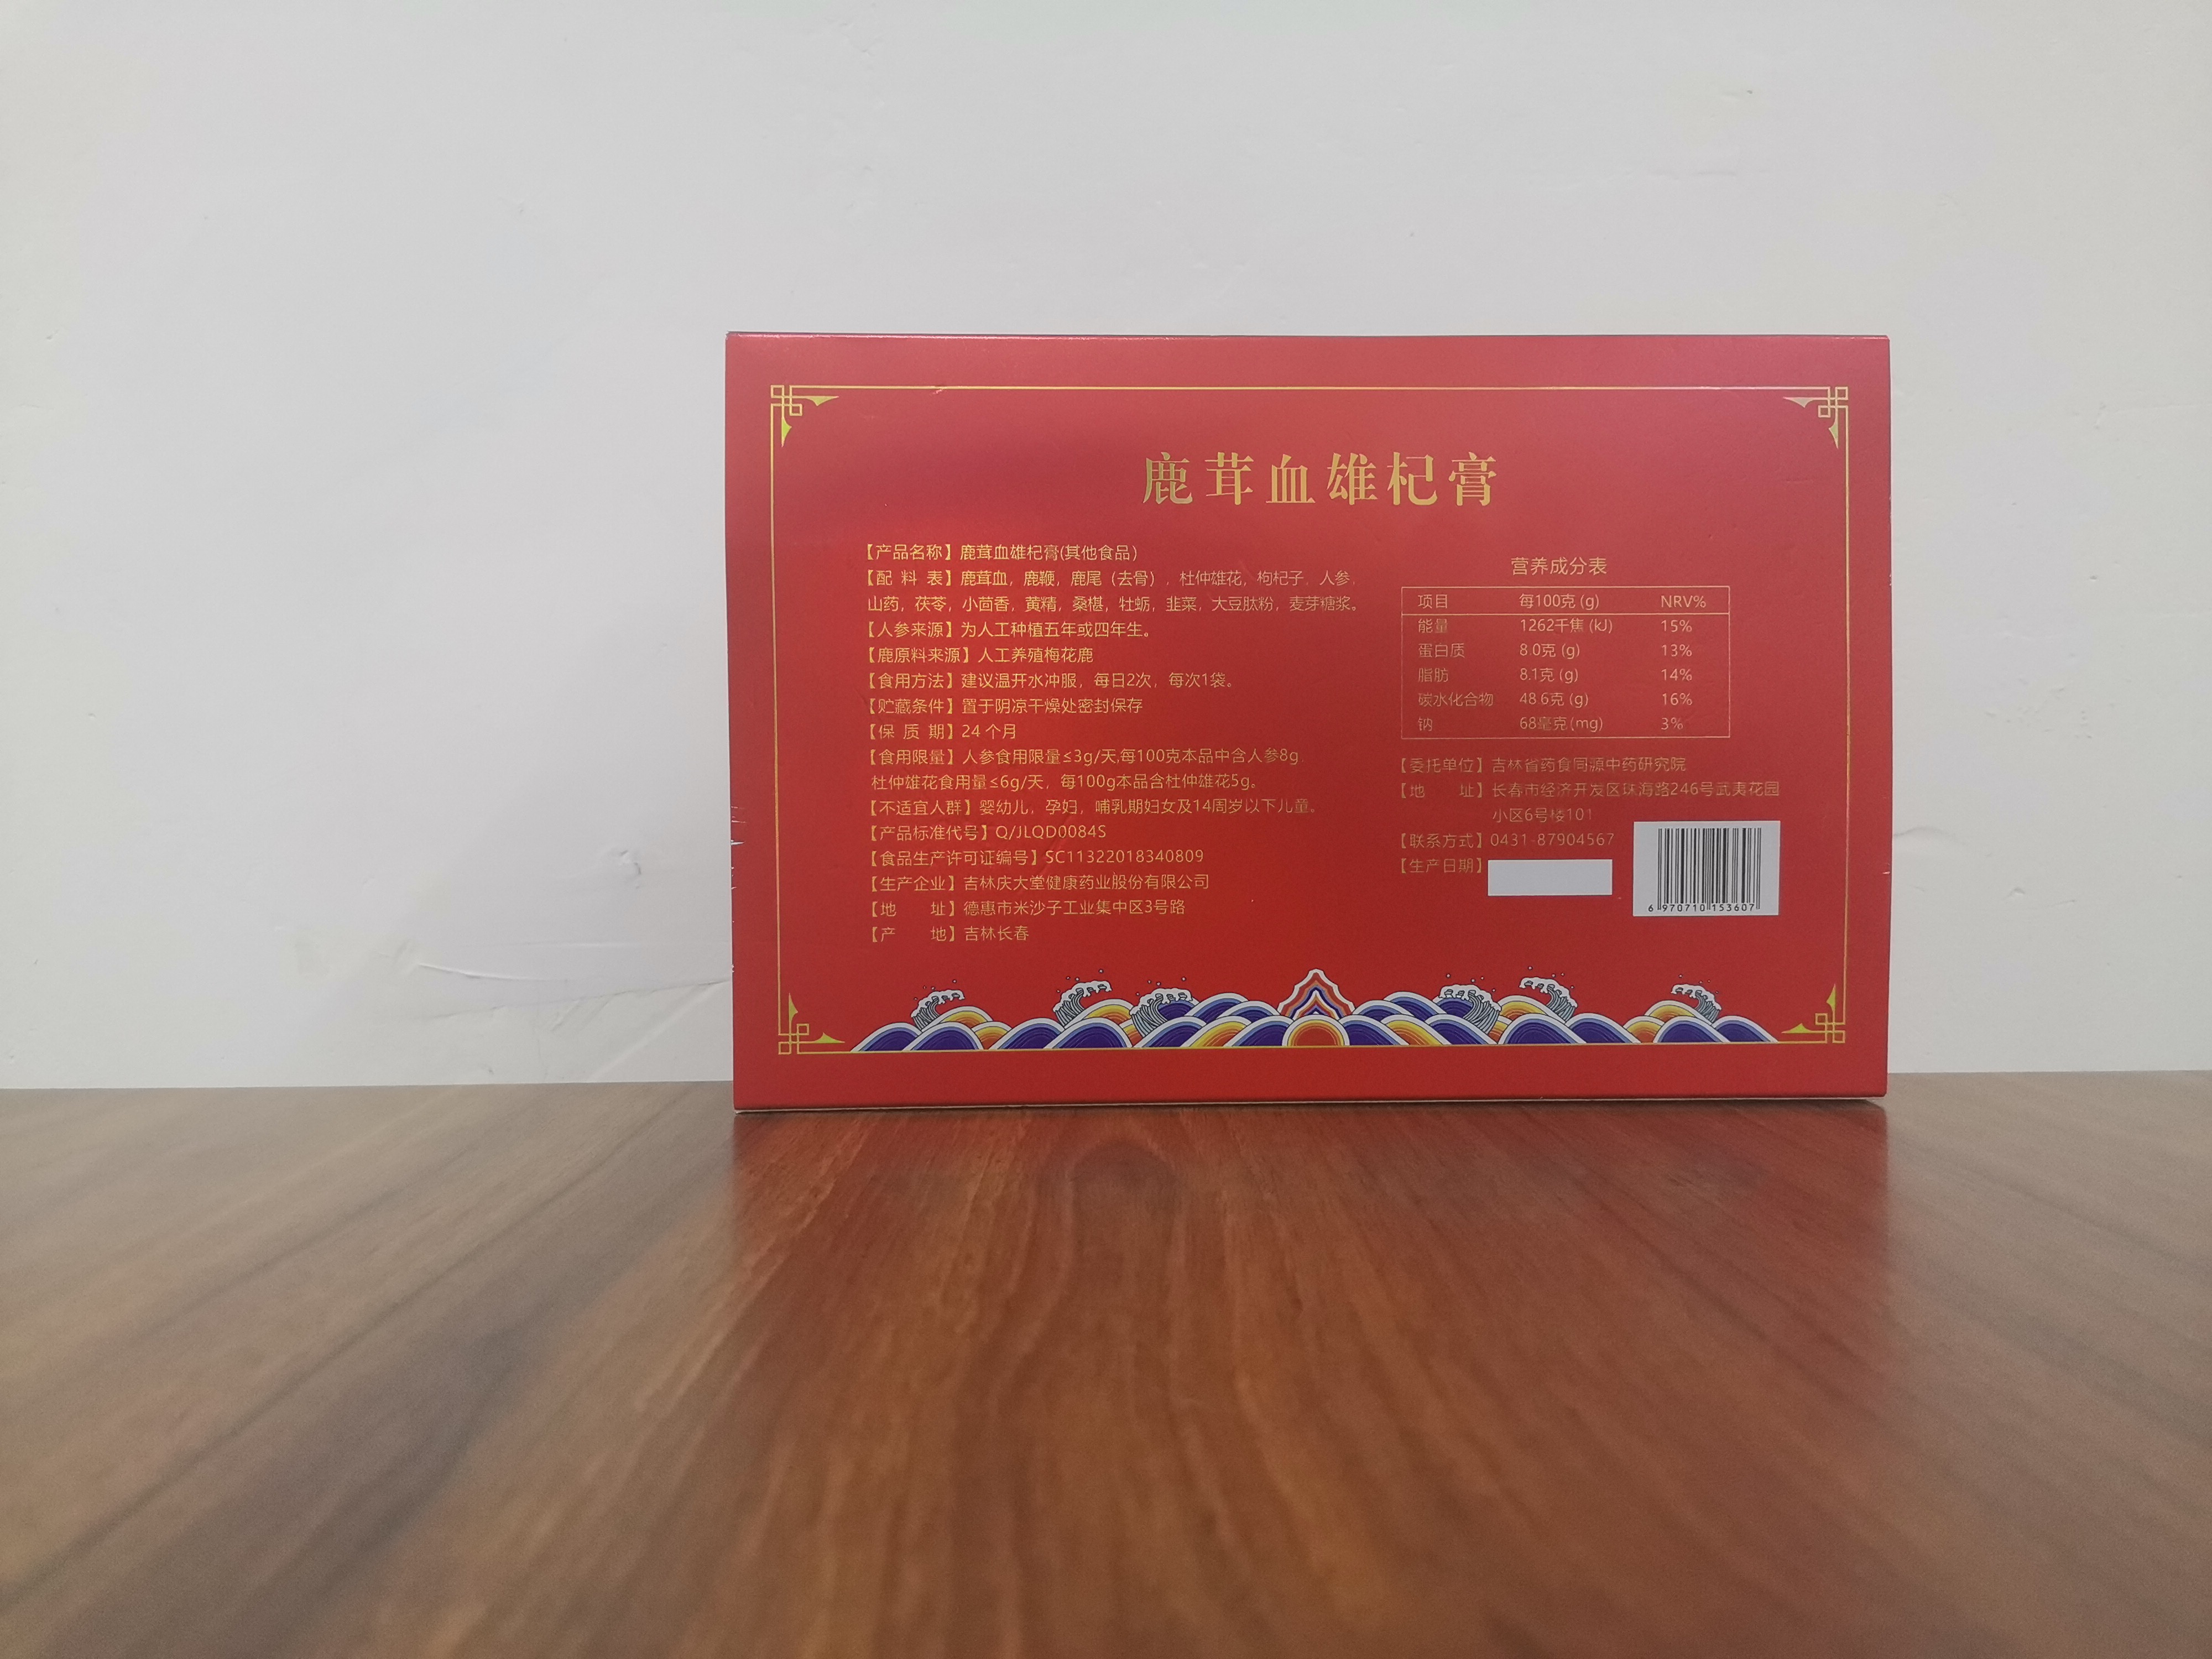 鹿茸血雄杞膏
【产品名称】鹿茸血雄杞膏(其他食品)
【配 料 表】鹿茸血，鹿鞭，鹿尾（去骨），杜仲雄花，枸杞子，人参，
山药，茯苓，小茴香，黄精，桑椹，牡蛎，韭菜，大豆肽粉，麦芽糖浆。
【人参来源】为人工种植五年或四年生。
【鹿原料来源】人工养殖梅花鹿
【食用方法】建议温开水冲服，每日2次，每次1袋。
【贮藏条件】置于阴凉干燥处密封保存
【保 质 期】24 个月
【食用限量】人参食用限量≤3g/天,每100克本品中含人参8g.
杜仲雄花食用量≤6g/天，每100g本品含杜仲雄花5g。
【不适宜人群】婴幼儿，孕妇，哺乳期妇女及14周岁以下儿童。
【产品标准代号】Q/JLQD0084S
【食品生产许可证编号】SC11322018340809
【生产企业】吉林庆大堂健康药业股份有限公司
【地 址】德惠市米沙子工业集中区3号路
【产 地】吉林长春
营养成分表
项目 每100克 (g) NRV%
能量 1262千焦 (kJ) 15%
蛋白质 8.0克 (g) 13%
脂肪 8.1克 (g) 14%
碳水化合物 48.6克 (g) 16%
钠 68毫克(mg) 3%
【委托单位】吉林省药食同源中药研究院
【地 址】长春市经济开发区珠海路246号武夷花园
小区6号楼101
【联系方式】0431-87904567
【生产日期】
6 970710 153607